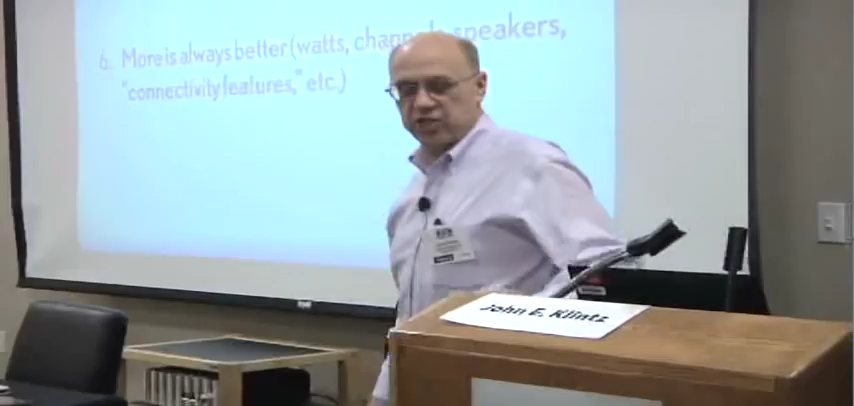 6. More is always better (watts, speakers,
"connectivity features," etc.)
John E. Klintz